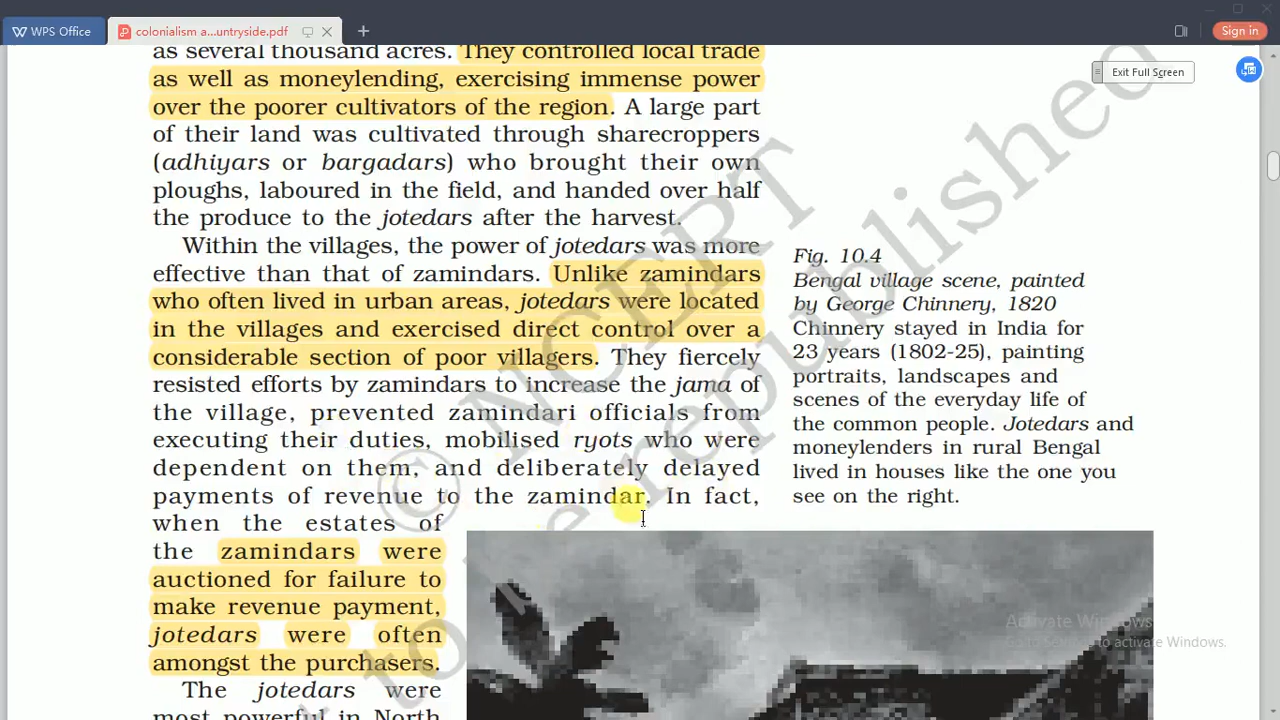 WPS Office
colonialism a...untryside.pdf
Sign in
Exit Full Screen
as several thousand acres. They controlled local trade
as well as moneylending, exercising immense power
over the poorer cultivators of the region. A large part
of their land was cultivated through sharecroppers
(adhiyars or bargadars) who brought their own
ploughs, laboured in the field, and handed over half
the produce to the jotedars after the harvest.
Within the villages, the power of jotedars was more
effective than that of zamindars. Unlike zamindars
who often lived in urban areas, jotedars were located
in the villages and exercised direct control over a
considerable section of poor villagers. They fiercely
resisted efforts by zamindars to increase the jama of
the village, prevented zamindari officials from
executing their duties, mobilised ryots who were
dependent on them, and deliberately delayed
payments of revenue to the zamindar. In fact,
when the estates of
the zamindars were
auctioned for failure to
make revenue payment,
jotedars were often
amongst the purchasers.
The jotedars were
most powerful in North
Fig. 10.4
Bengal village scene, painted
by George Chinnery, 1820
Chinnery stayed in India for
23 years (1802-25), painting
portraits, landscapes and
scenes of the everyday life of
the common people. Jotedars and
moneylenders in rural Bengal
lived in houses like the one you
see on the right.
© NCERT
to be republished
Activate Windows
to activate Windows.